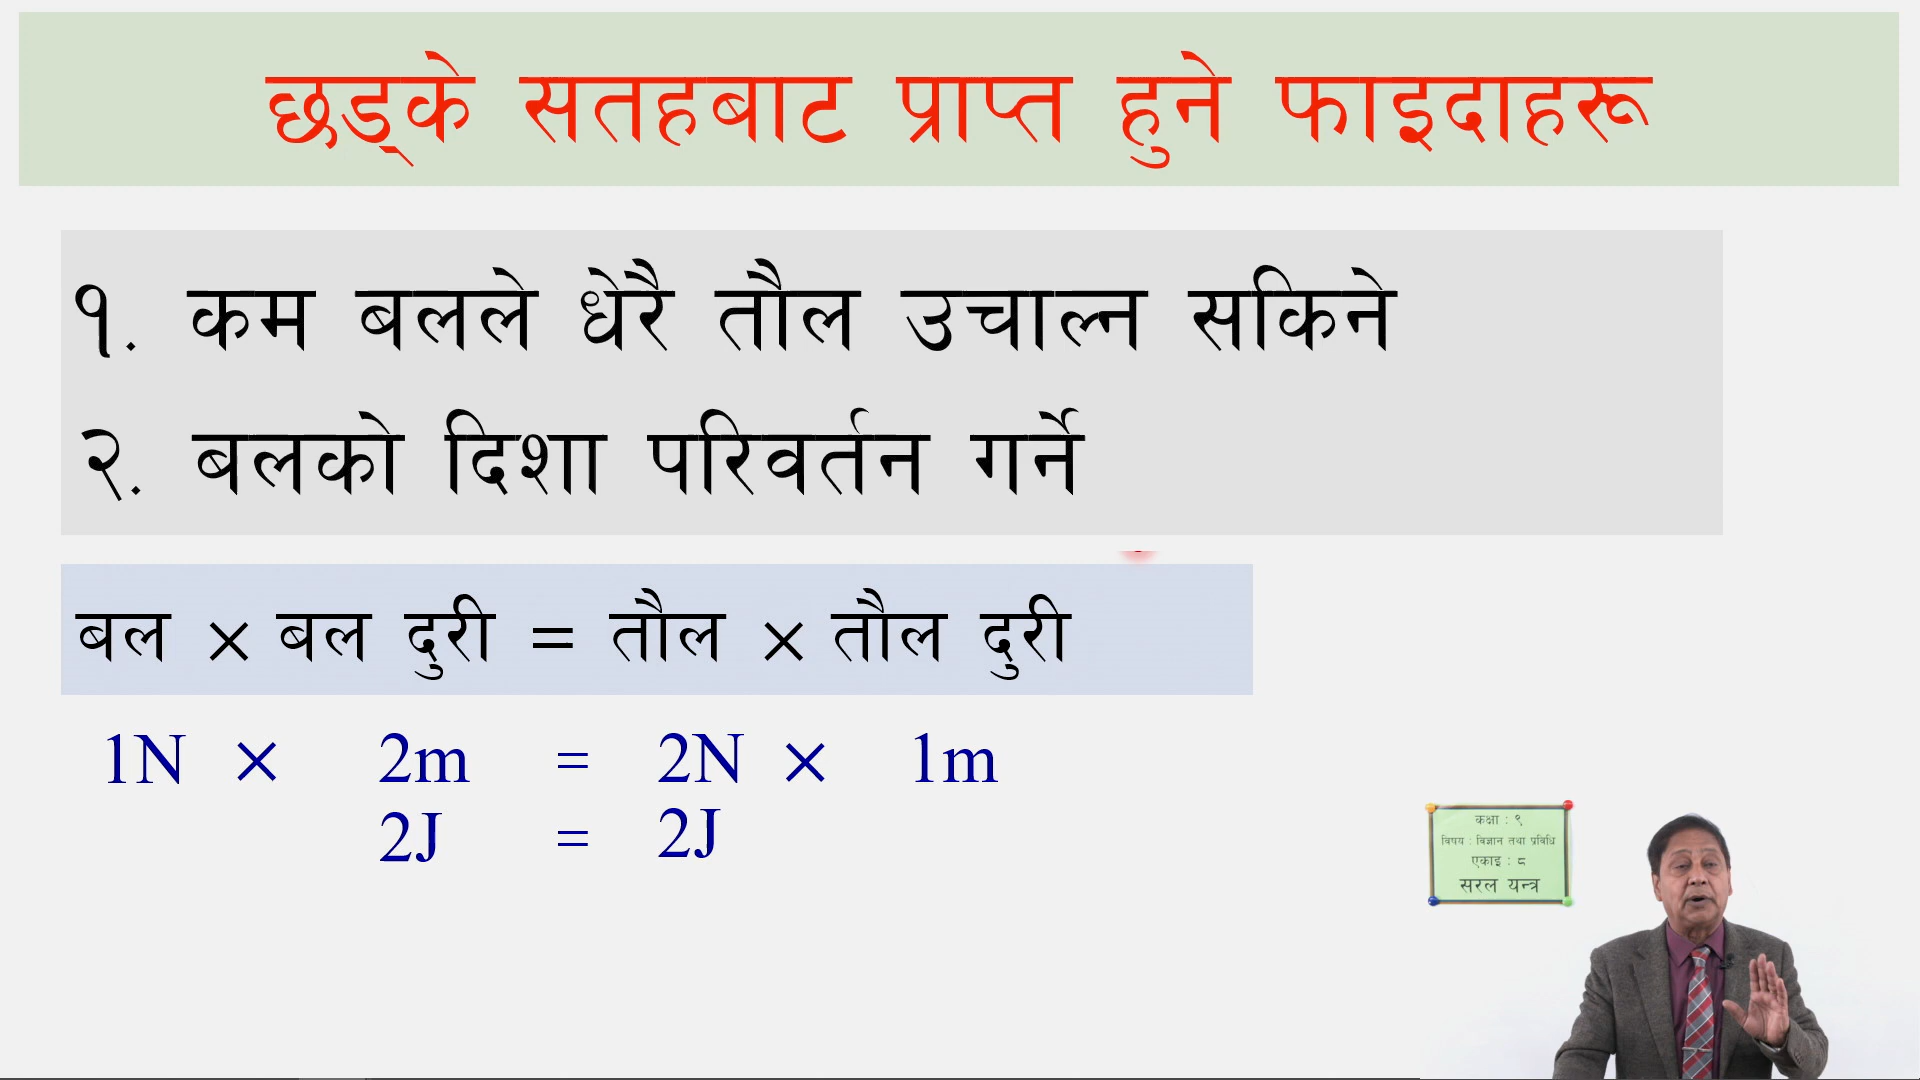 छड्के सतहबाट प्राप्त हुने फाइदाहरू
१. कम बलले धेरै तौल उचाल्न सकिने
२. बलको दिशा परिवर्तन गर्ने
बल × बल दुरी = तौल × तौल दुरी
1N × 2m = 2N × 1m
2J = 2J
कक्षा : ९
विषय : विज्ञान तथा प्रविधि
एकाइ : ८
सरल यन्त्र